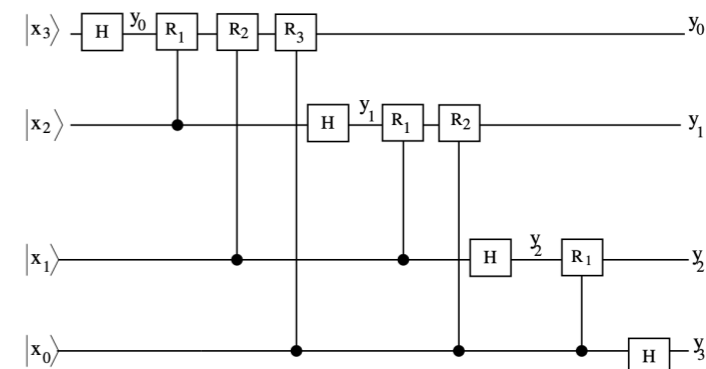 |x₃⟩ H y₀ R₁ R₂ R₃ y₀
|x₂⟩ H y₁ R₁ R₂ y₁
|x₁⟩ H y₂ R₁ y₂
|x₀⟩ H y₃